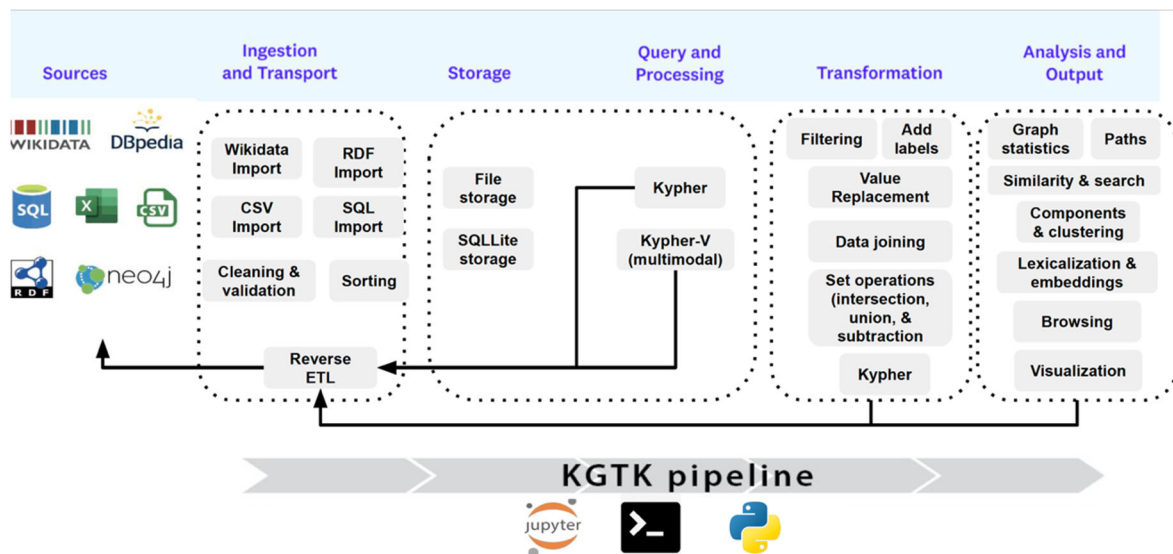 Sources
Ingestion
and Transport
Storage
Query and
Processing
Transformation
Analysis and
Output
WIKIDATA
DBpedia
SQL
X
CSV
RDF
neo4j
Wikidata
Import
RDF
Import
CSV
Import
SQL
Import
Cleaning &
validation
Sorting
Reverse
ETL
File
storage
SQLLite
storage
Kypher
Kypher-V
(multimodal)
Filtering
Add
labels
Value
Replacement
Data joining
Set operations
(intersection,
union, &
subtraction
Kypher
Graph
statistics
Paths
Similarity & search
Components
& clustering
Lexicalization &
embeddings
Browsing
Visualization
KGTK pipeline
jupyter
>_